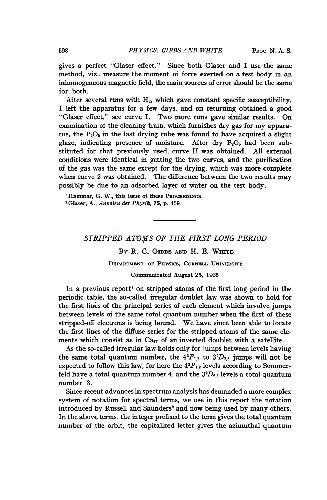 598 PHYSICS: GIBBS AND WHITE Proc. N. A. S.
gives a perfect "Glaser effect." Since both Glaser and I use the same
method, viz., measure the moment of force exerted on a test body in an
inhomogeneous magnetic field, the main sources of error should be the same
for both.
After several runs with H₂, which gave constant specific susceptibility,
I left the apparatus for a few days, and on returning obtained a good
"Glaser effect," see curve I. Two more runs gave similar results. On
examination of the cleaning train, which furnishes dry gas for my apparatus,
the P₂O₅ in the last drying tube was found to have acquired a slight
glaze, indicating presence of moisture. After dry P₂O₅ had been substituted
for that previously used, curve II was obtained. All external
conditions were identical in getting the two curves, and the purification
of the gas was the same except for the drying, which was more complete
when curve 2 was obtained. The difference between the two results may
possibly be due to an adsorbed layer of water on the test body.
¹ Hammar, G. W., this issue of these Proceedings.
² Glaser, A., Annalen der Physik, 75, p. 459.
STRIPPED ATOMS OF THE FIRST LONG PERIOD
By R. C. Gibbs and H. E. White
Department of Physics, Cornell University
Communicated August 25, 1926
In a previous report¹ on stripped atoms of the first long period in the
periodic table, the so-called irregular doublet law was shown to hold for
the first lines of the principal series of each element which involve jumps
between levels of the same total quantum number when the first of these
stripped-off electrons is being bound. We have since been able to locate
the first lines of the diffuse series for the stripped atoms of the same elements
which consist as in of an inverted doublet with a satellite.
As the so-called irregular law holds only for jumps between levels having
the same total quantum number, the jumps will not be
expected to follow this law, for here the levels according to Sommerfeld
have a total quantum number 4, and the levels a total quantum
number 3.
Since recent advances in spectrum analysis has demanded a more complex
system of notation for spectral terms, we use in this report the notation
introduced by Russell and Saunders² and now being used by many others.
In the above terms, the integer prefixed to the term gives the total quantum
number of the orbit, the capitalized letter gives the azimuthal quantum